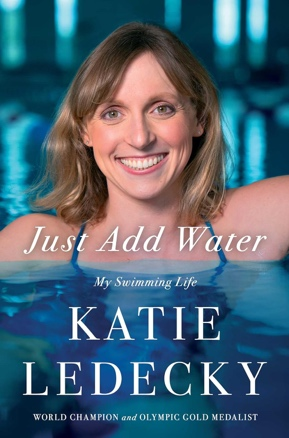 Just Add Water
My Swimming Life
KATIE
LEDECKY
WORLD CHAMPION and OLYMPIC GOLD MEDALIST